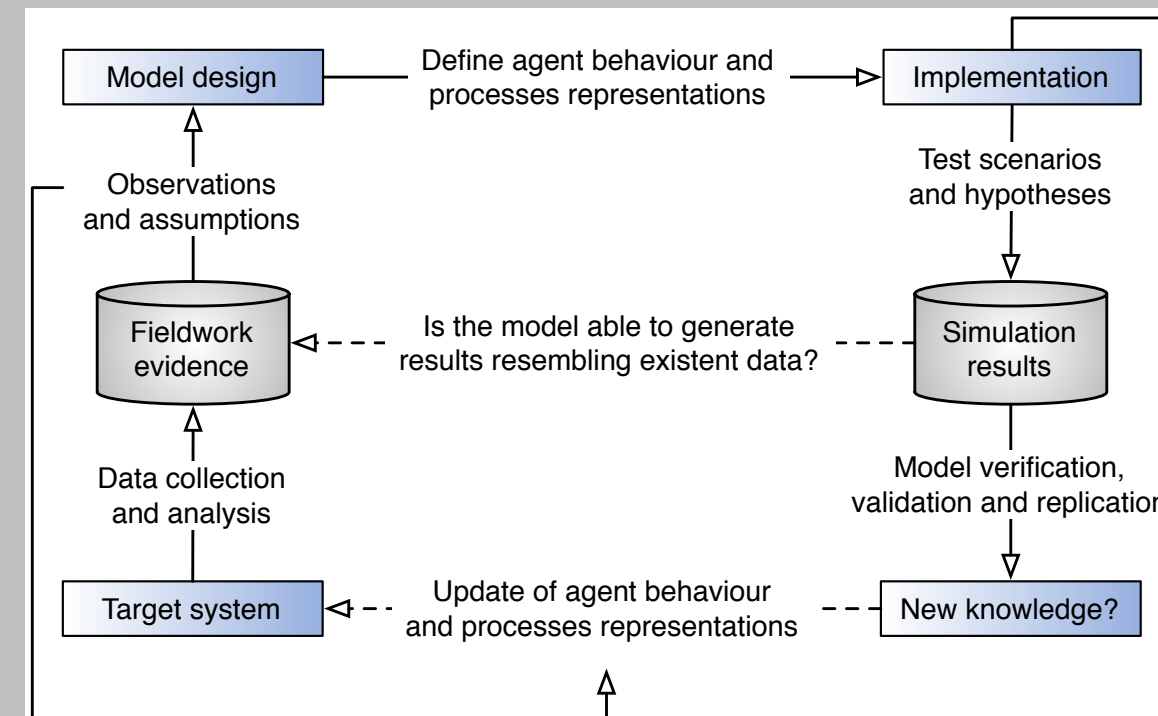 Model design
Define agent behaviour and
processes representations
Implementation
Observations
and assumptions
Test scenarios
and hypotheses
Fieldwork
evidence
Is the model able to generate
results resembling existent data?
Simulation
results
Data collection
and analysis
Model verification,
validation and replication
Target system
Update of agent behaviour
and processes representations
New knowledge?